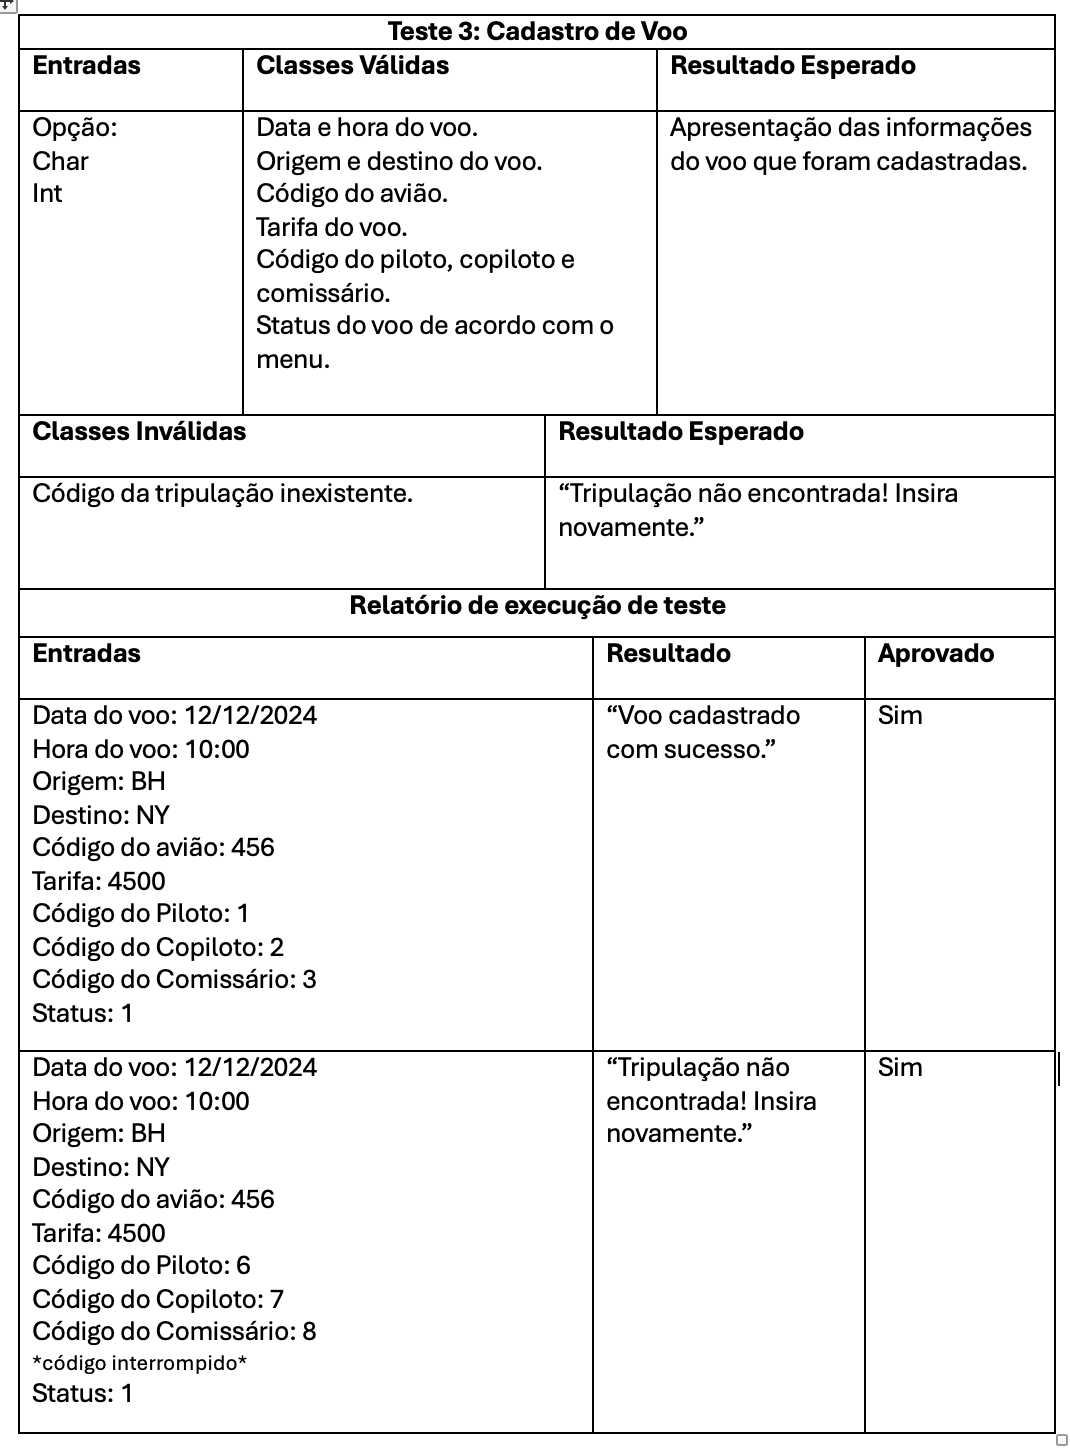 Teste 3: Cadastro de Voo
Entradas
Classes Válidas
Resultado Esperado
Opção:
Char
Int
Data e hora do voo.
Origem e destino do voo.
Código do avião.
Tarifa do voo.
Código do piloto, copiloto e
comissário.
Status do voo de acordo com o
menu.
Apresentação das informações
do voo que foram cadastradas.
Classes Inválidas
Resultado Esperado
Código da tripulação inexistente.
“Tripulação não encontrada! Insira
novamente.”
Relatório de execução de teste
Entradas
Resultado
Aprovado
Data do voo: 12/12/2024
Hora do voo: 10:00
Origem: BH
Destino: NY
Código do avião: 456
Tarifa: 4500
Código do Piloto: 1
Código do Copiloto: 2
Código do Comissário: 3
Status: 1
“Voo cadastrado
com sucesso.”
Sim
Data do voo: 12/12/2024
Hora do voo: 10:00
Origem: BH
Destino: NY
Código do avião: 456
Tarifa: 4500
Código do Piloto: 6
Código do Copiloto: 7
Código do Comissário: 8
*código interrompido*
Status: 1
“Tripulação não
encontrada! Insira
novamente.”
Sim